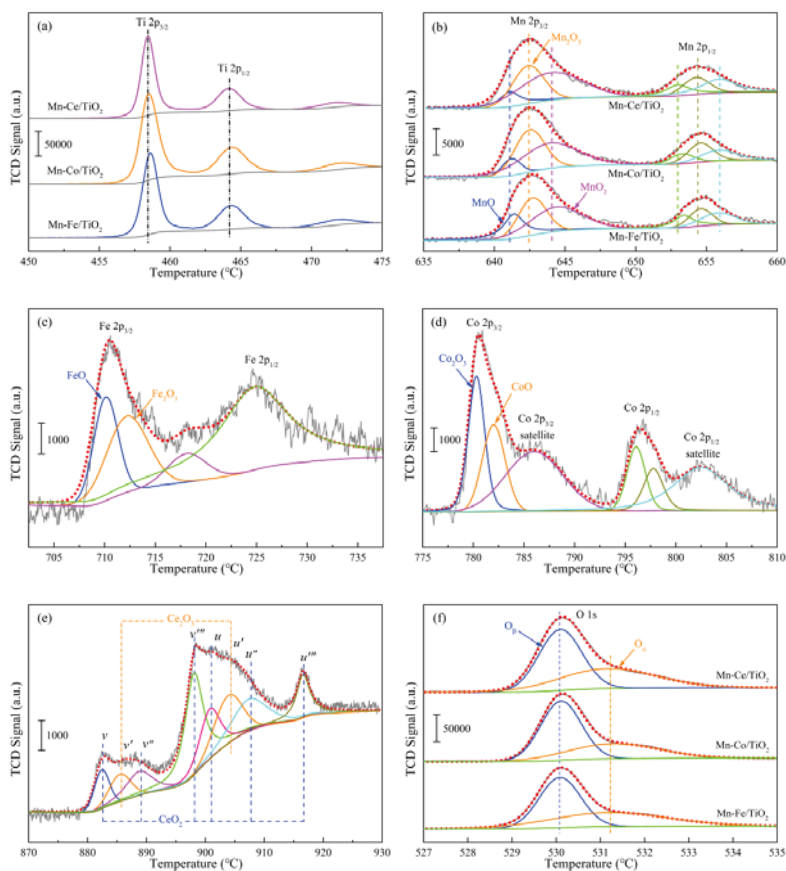 (a)
Ti 2p3/2
Ti 2p1/2
Mn-Ce/TiO2
50000
Mn-Co/TiO2
Mn-Fe/TiO2
TCD Signal (a.u.)
450 455 460 465 470 475
Temperature (℃)
(b)
Mn 2p3/2
Mn2O3
Mn 2p1/2
Mn-Ce/TiO2
5000
Mn-Co/TiO2
MnO
MnO2
Mn-Fe/TiO2
TCD Signal (a.u.)
635 640 645 650 655 660
Temperature (℃)
(c)
Fe 2p3/2
Fe 2p1/2
FeO
Fe2O3
1000
TCD Signal (a.u.)
705 710 715 720 725 730 735
Temperature (℃)
(d)
Co 2p3/2
Co2O3
CoO
Co 2p3/2
satellite
Co 2p1/2
Co 2p1/2
satellite
1000
TCD Signal (a.u.)
775 780 785 790 795 800 805 810
Temperature (℃)
(e)
Ce2O3
v''' u u' u'' u'''
1000
v v' v''
CeO2
TCD Signal (a.u.)
870 880 890 900 910 920 930
Temperature (℃)
(f)
O 1s
Oβ
Oα
Mn-Ce/TiO2
50000
Mn-Co/TiO2
Mn-Fe/TiO2
TCD Signal (a.u.)
527 528 529 530 531 532 533 534 535
Temperature (℃)